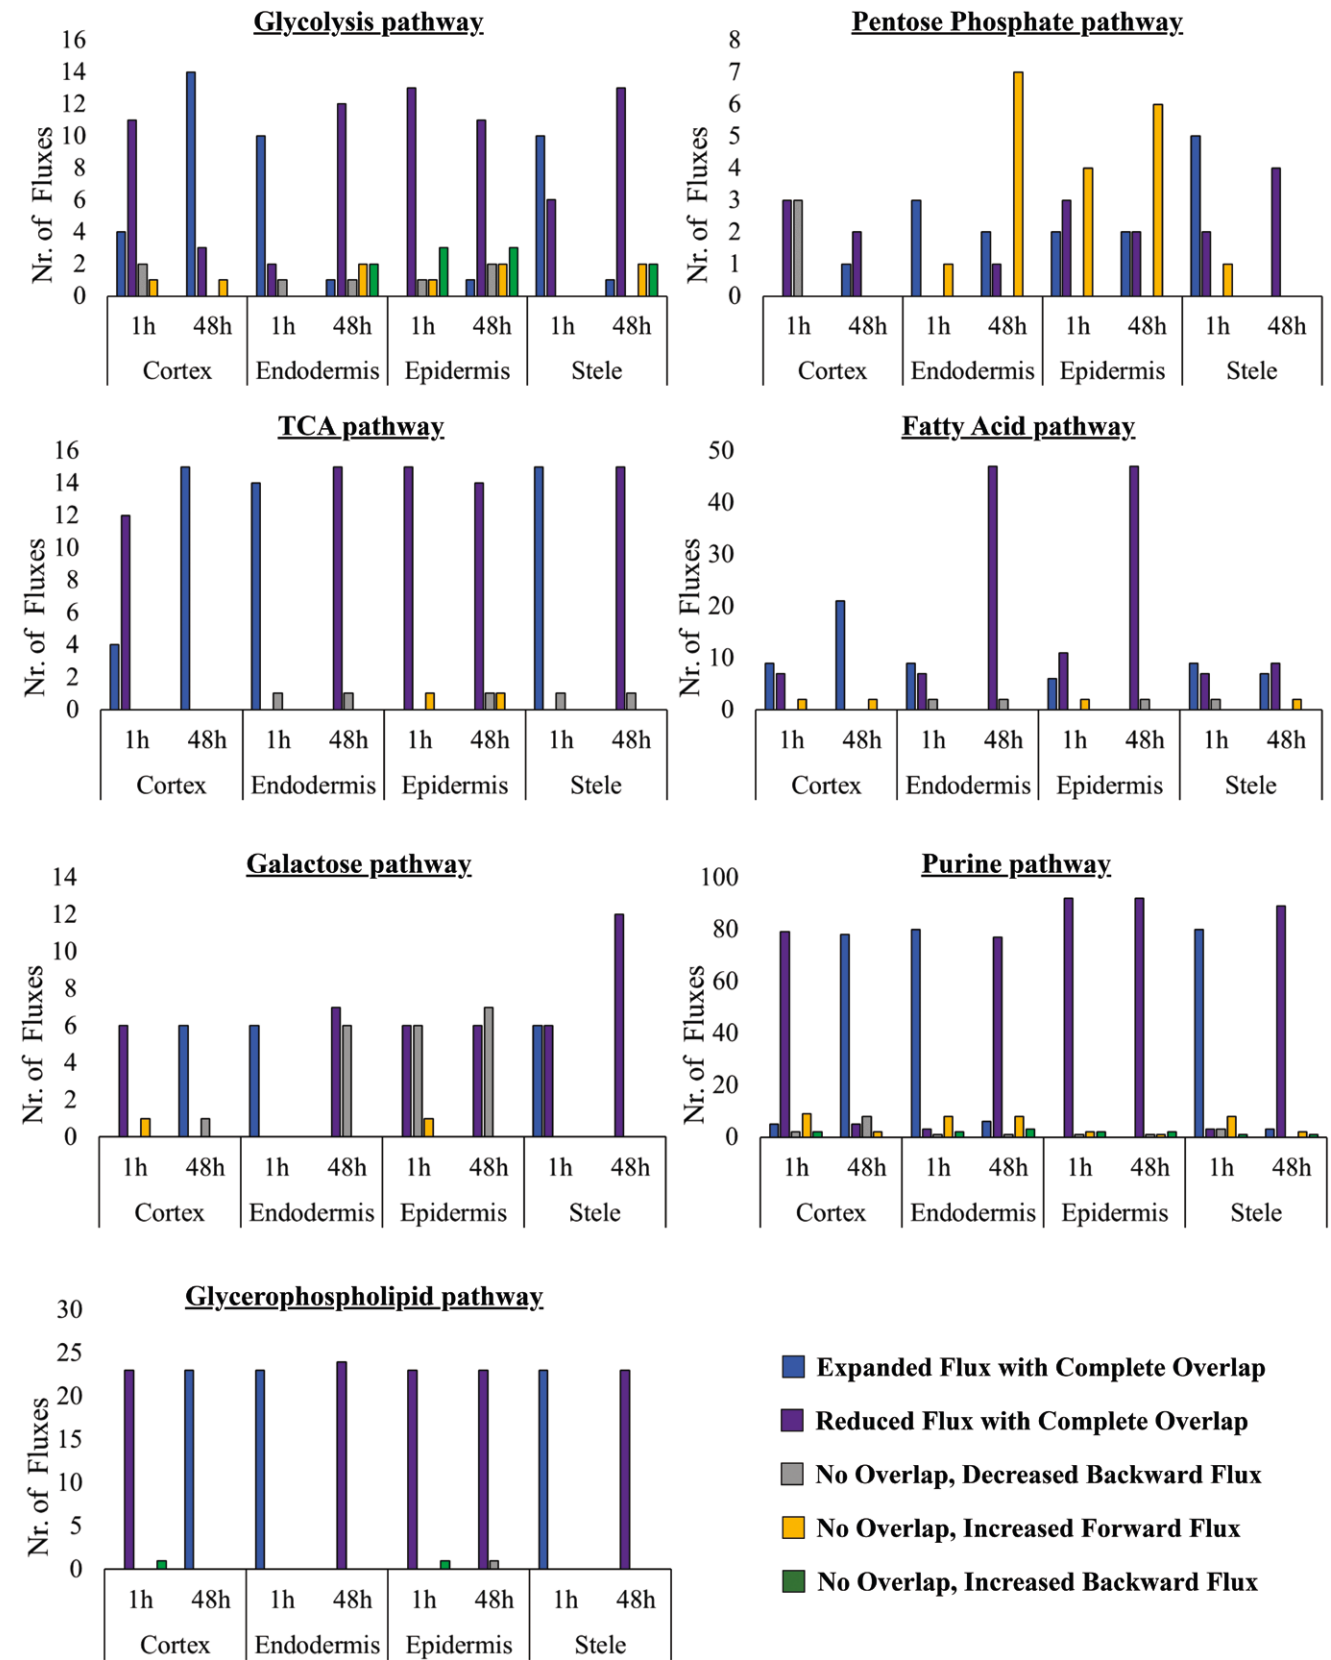 Glycolysis pathway
16
14
12
10
8
6
4
2
0
Nr. of Fluxes
1h 48h 1h 48h 1h 48h 1h 48h
Cortex Endodermis Epidermis Stele
Pentose Phosphate pathway
8
7
6
5
4
3
2
1
0
Nr. of Fluxes
1h 48h 1h 48h 1h 48h 1h 48h
Cortex Endodermis Epidermis Stele
TCA pathway
16
14
12
10
8
6
4
2
0
Nr. of Fluxes
1h 48h 1h 48h 1h 48h 1h 48h
Cortex Endodermis Epidermis Stele
Fatty Acid pathway
50
40
30
20
10
0
Nr. of Fluxes
1h 48h 1h 48h 1h 48h 1h 48h
Cortex Endodermis Epidermis Stele
Galactose pathway
14
12
10
8
6
4
2
0
Nr. of Fluxes
1h 48h 1h 48h 1h 48h 1h 48h
Cortex Endodermis Epidermis Stele
Purine pathway
100
80
60
40
20
0
Nr. of Fluxes
1h 48h 1h 48h 1h 48h 1h 48h
Cortex Endodermis Epidermis Stele
Glycerophospholipid pathway
30
25
20
15
10
5
0
Nr. of Fluxes
1h 48h 1h 48h 1h 48h 1h 48h
Cortex Endodermis Epidermis Stele
Expanded Flux with Complete Overlap
Reduced Flux with Complete Overlap
No Overlap, Decreased Backward Flux
No Overlap, Increased Forward Flux
No Overlap, Increased Backward Flux